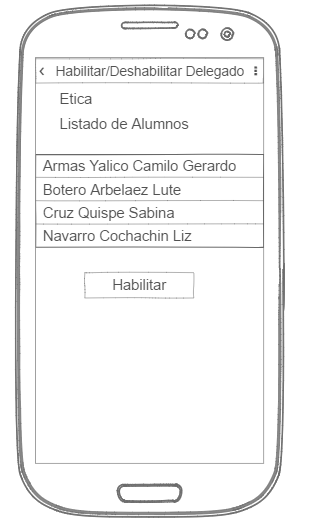 Habilitar/Deshabilitar Delegado
Etica
Listado de Alumnos
Armas Yalico Camilo Gerardo
Botero Arbelaez Lute
Cruz Quispe Sabina
Navarro Cochachin Liz
Habilitar